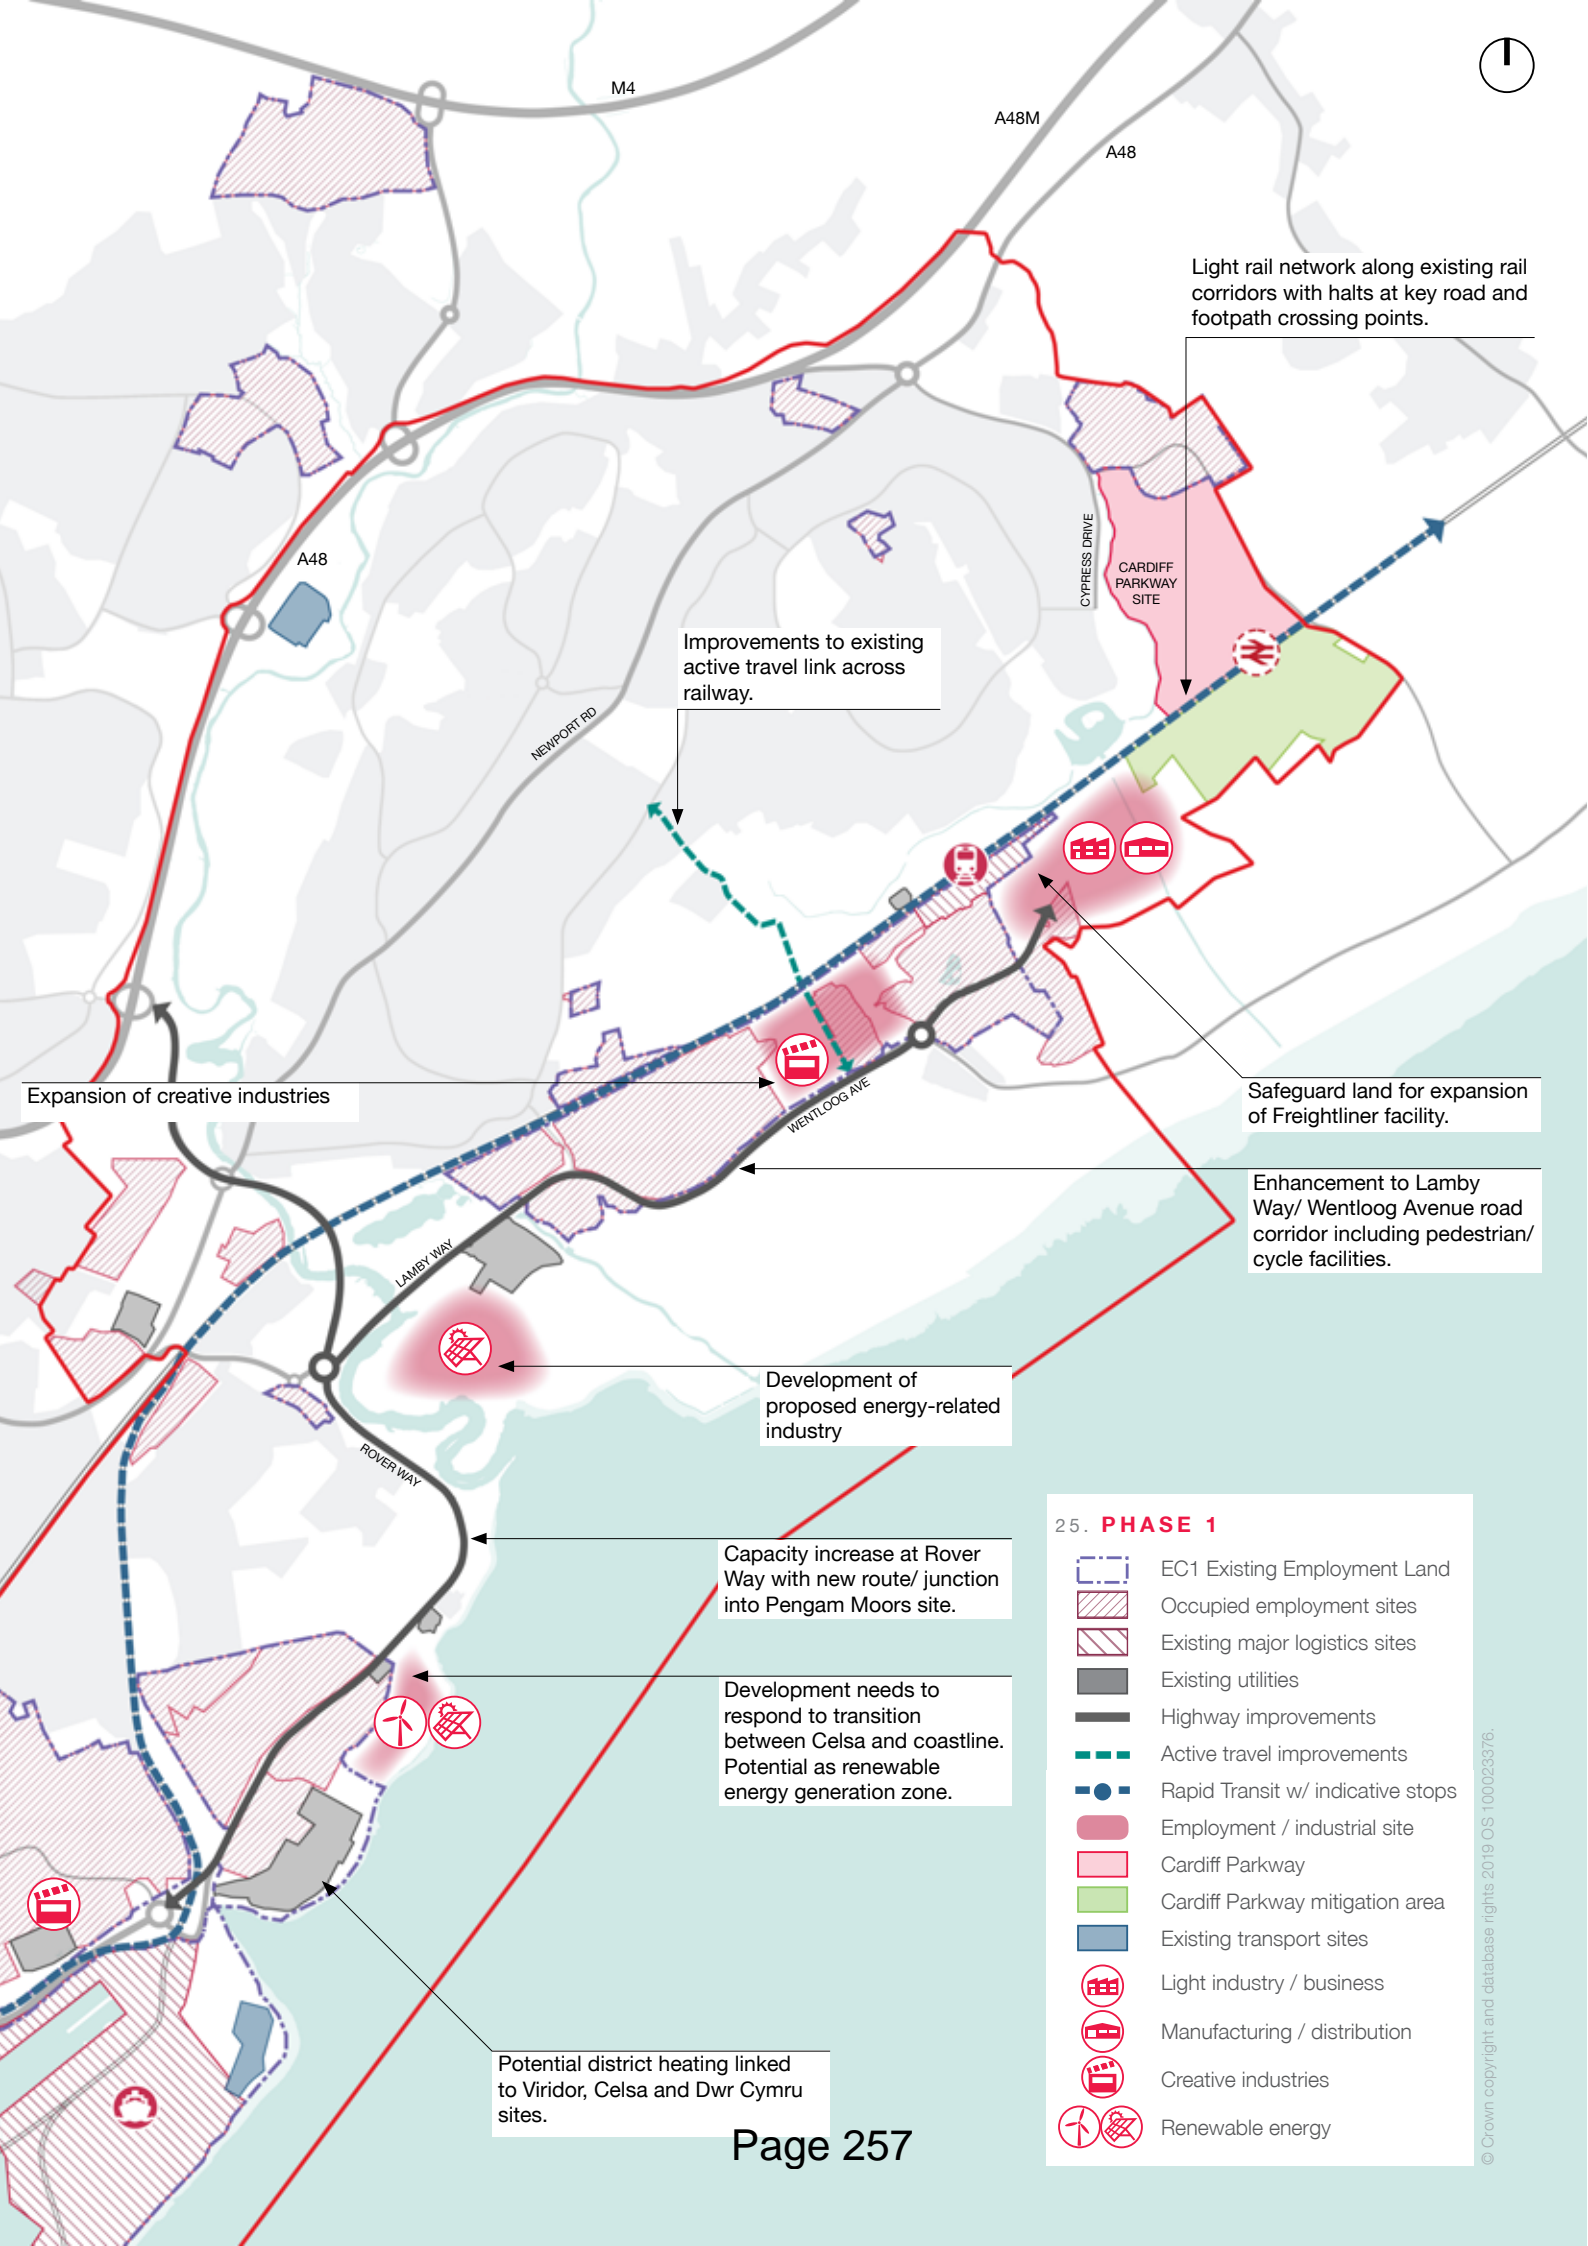 M4
A48M
A48
Light rail network along existing rail
corridors with halts at key road and
footpath crossing points.
A48
CYPRESS DRIVE
CARDIFF
PARKWAY
SITE
Improvements to existing
active travel link across
railway.
NEWPORT RD
Expansion of creative industries
WENTLOOG AVE
Safeguard land for expansion
of Freightliner facility.
Enhancement to Lamby
Way/ Wentloog Avenue road
corridor including pedestrian/
cycle facilities.
LAMBY WAY
Development of
proposed energy-related
industry
ROVER WAY
Capacity increase at Rover
Way with new route/ junction
into Pengam Moors site.
Development needs to
respond to transition
between Celsa and coastline.
Potential as renewable
energy generation zone.
Potential district heating linked
to Viridor, Celsa and Dwr Cymru
sites.
25. PHASE 1
EC1 Existing Employment Land
Occupied employment sites
Existing major logistics sites
Existing utilities
Highway improvements
Active travel improvements
Rapid Transit w/ indicative stops
Employment / industrial site
Cardiff Parkway
Cardiff Parkway mitigation area
Existing transport sites
Light industry / business
Manufacturing / distribution
Creative industries
Renewable energy
© Crown copyright and database rights 2019 OS 100023376.
Page 257